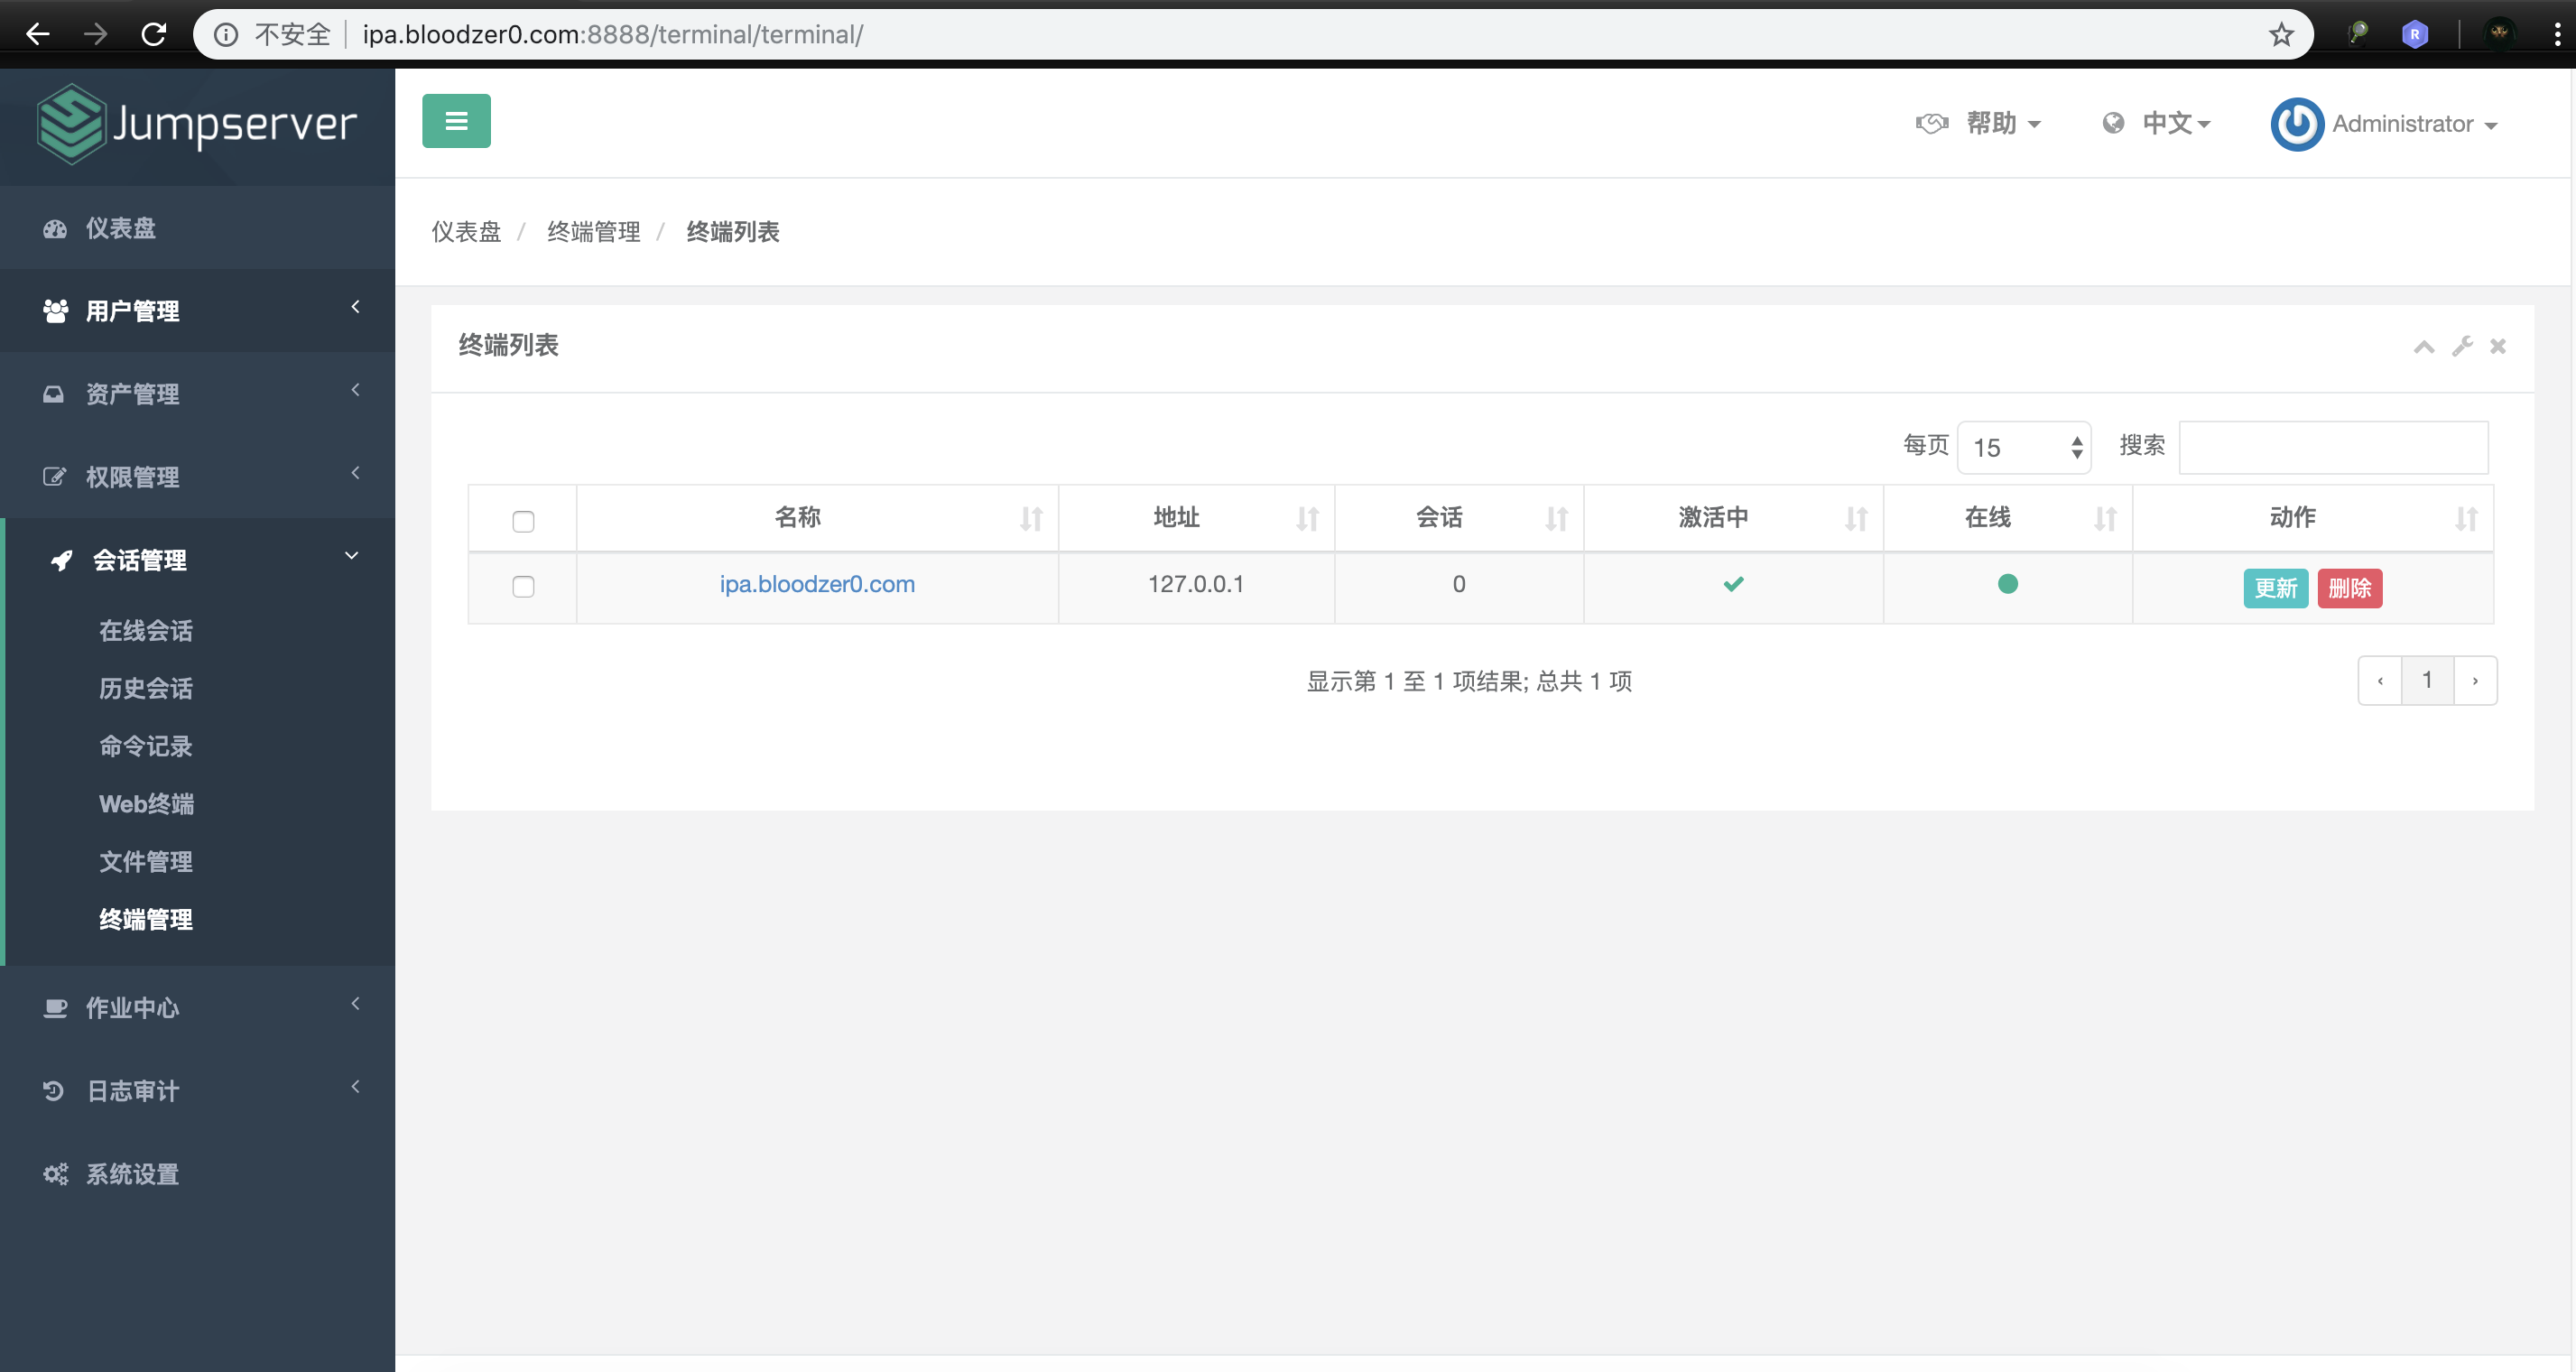 不安全 ipa.bloodzer0.com:8888/terminal/terminal/
R
Jumpserver
帮助 中文 Administrator
仪表盘
用户管理
资产管理
权限管理
会话管理
在线会话
历史会话
命令记录
Web终端
文件管理
终端管理
作业中心
日志审计
系统设置
仪表盘 / 终端管理 / 终端列表
终端列表
每页 15 搜索
名称 地址 会话 激活中 在线 动作
ipa.bloodzer0.com 127.0.0.1 0 更新 删除
显示第 1 至 1 项结果; 总共 1 项
‹ 1 ›